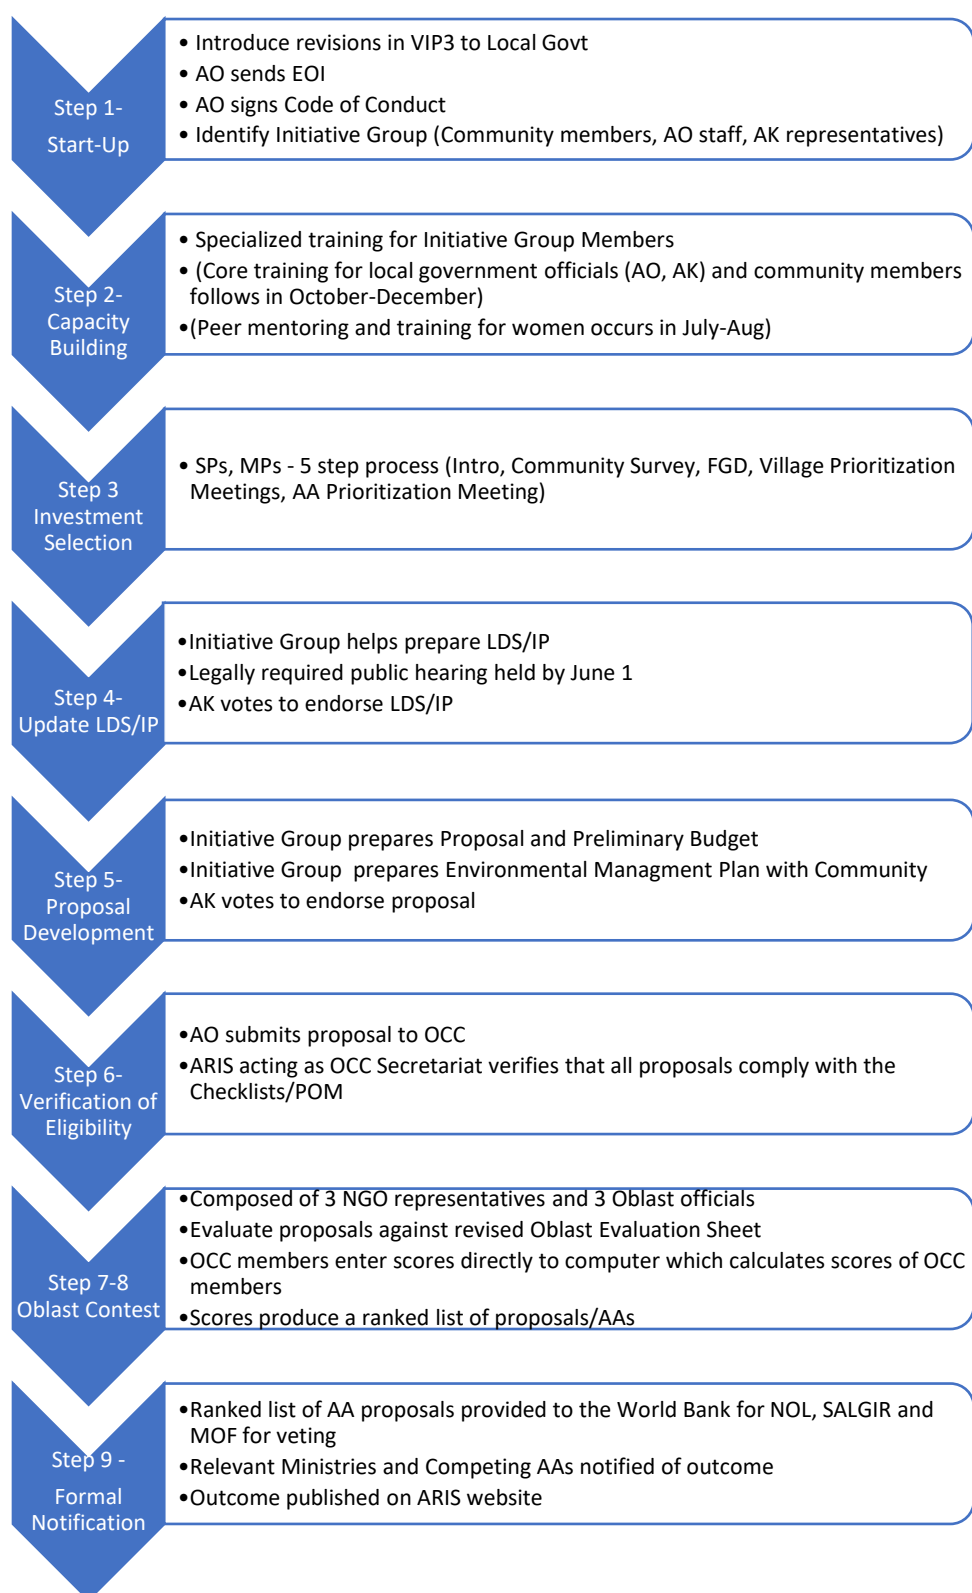 Step 1-
Start-Up
• Introduce revisions in VIP3 to Local Govt
• AO sends EOI
• AO signs Code of Conduct
• Identify Initiative Group (Community members, AO staff, AK representatives)
Step 2-
Capacity
Building
• Specialized training for Initiative Group Members
• (Core training for local government officials (AO, AK) and community members
follows in October-December)
•(Peer mentoring and training for women occurs in July-Aug)
Step 3
Investment
Selection
• SPs, MPs - 5 step process (Intro, Community Survey, FGD, Village Prioritization
Meetings, AA Prioritization Meeting)
Step 4-
Update LDS/IP
•Initiative Group helps prepare LDS/IP
•Legally required public hearing held by June 1
•AK votes to endorse LDS/IP
Step 5-
Proposal
Development
•Initiative Group prepares Proposal and Preliminary Budget
•Initiative Group  prepares Environmental Managment Plan with Community
•AK votes to endorse proposal
Step 6-
Verification of
Eligibility
•AO submits proposal to OCC
•ARIS acting as OCC Secretariat verifies that all proposals comply with the
Checklists/POM
Step 7-8
Oblast Contest
•Composed of 3 NGO representatives and 3 Oblast officials
•Evaluate proposals against revised Oblast Evaluation Sheet
•OCC members enter scores directly to computer which calculates scores of OCC
members
•Scores produce a ranked list of proposals/AAs
Step 9 -
Formal
Notification
•Ranked list of AA proposals provided to the World Bank for NOL, SALGIR and
MOF for veting
•Relevant Ministries and Competing AAs notified of outcome
•Outcome published on ARIS website